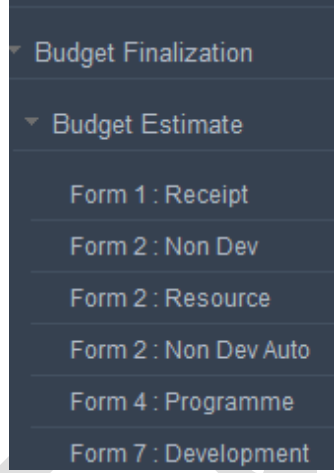 Budget Finalization
Budget Estimate
Form 1 : Receipt
Form 2 : Non Dev
Form 2 : Resource
Form 2 : Non Dev Auto
Form 4 : Programme
Form 7 : Development